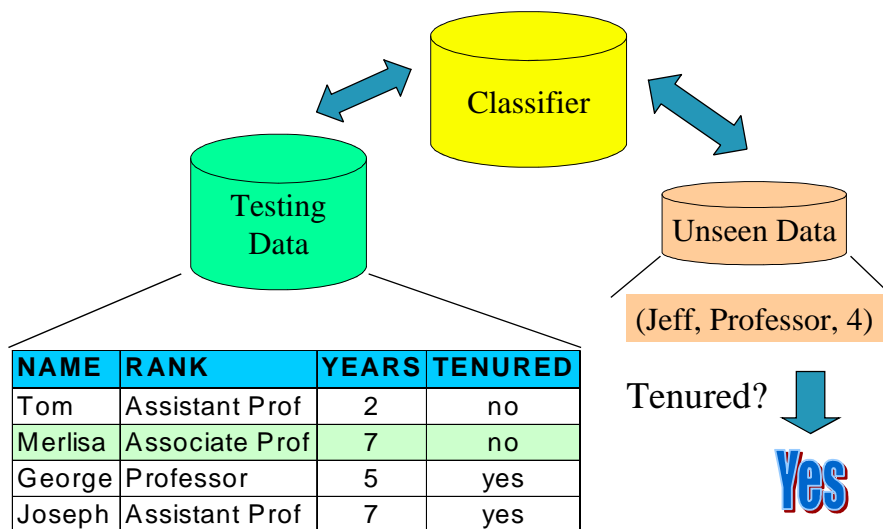 Classifier
Testing
Data
Unseen Data
(Jeff, Professor, 4)
NAME RANK YEARS TENURED
Tom Assistant Prof 2 no
Merlisa Associate Prof 7 no
George Professor 5 yes
Joseph Assistant Prof 7 yes
Tenured?
Yes